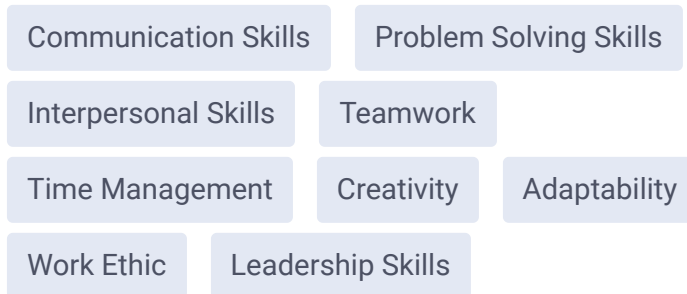 Communication Skills Problem Solving Skills
Interpersonal Skills Teamwork
Time Management Creativity Adaptability
Work Ethic Leadership Skills